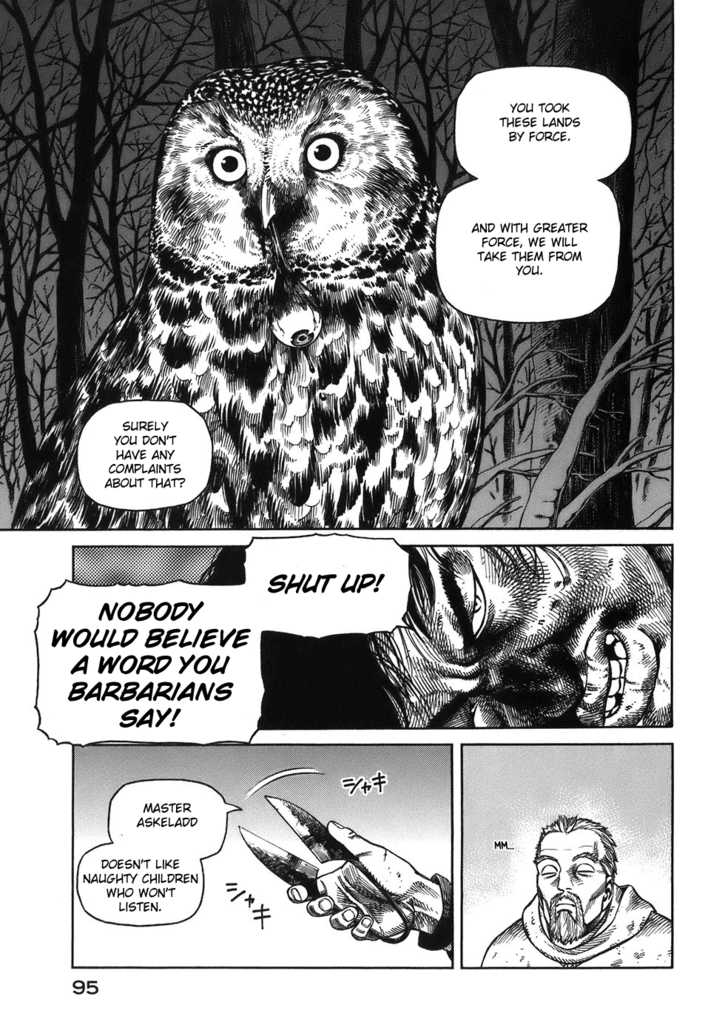 YOU TOOK
THESE LANDS
BY FORCE.
AND WITH GREATER
FORCE, WE WILL
TAKE THEM FROM
YOU.
SURELY
YOU DON'T
HAVE ANY
COMPLAINTS
ABOUT THAT?
SHUT UP!
NOBODY
WOULD BELIEVE
A WORD YOU
BARBARIANS
SAY!
MASTER
ASKELADD
DOESN'T LIKE
NAUGHTY CHILDREN
WHO WON'T
LISTEN.
シャキ
シャキ
MM...
95